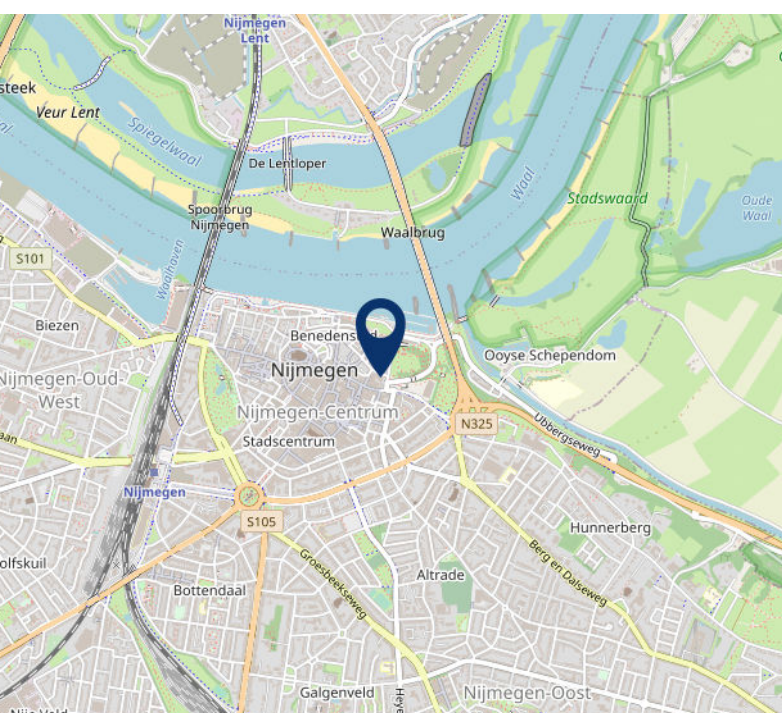 Nijmegen
Lent
steek
Veur Lent
Spiegelwaal
De Lentloper
Waal
Stadswaard
Oude
Waal
Spoorbrug
Nijmegen
Waalbrug
S101
Waalhaven
Biezen
Ooyse Schependom
Nijmegen
Nijmegen-Oud-
West
Nijmegen-Centrum
N325
Ubbergseweg
Stadscentrum
aan
Nijmegen
S105
Hunnerberg
olfskuil
Groesbeekseweg
Berg en Dalseweg
Altrade
Bottendaal
Galgenveld
Nijmegen-Oost